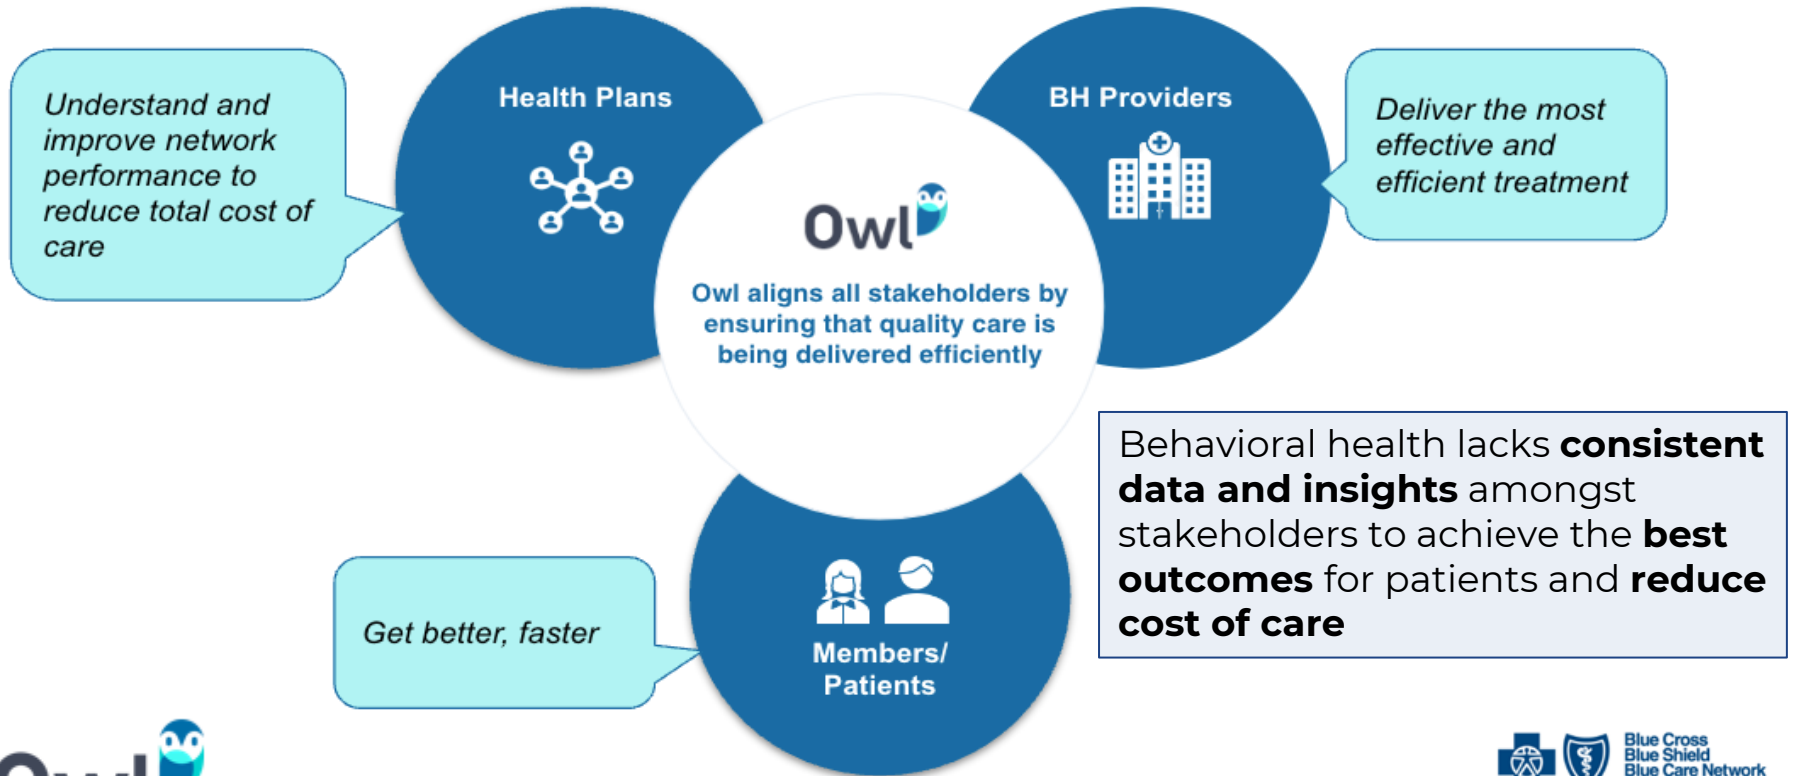 Understand and
improve network
performance to
reduce total cost of
care
Health Plans
BH Providers
Deliver the most
effective and
efficient treatment
Owl
Owl aligns all stakeholders by
ensuring that quality care is
being delivered efficiently
Behavioral health lacks consistent
data and insights amongst
stakeholders to achieve the best
outcomes for patients and reduce
cost of care
Get better, faster
Members/
Patients
Owl
Blue Cross
Blue Shield
Blue Care Network